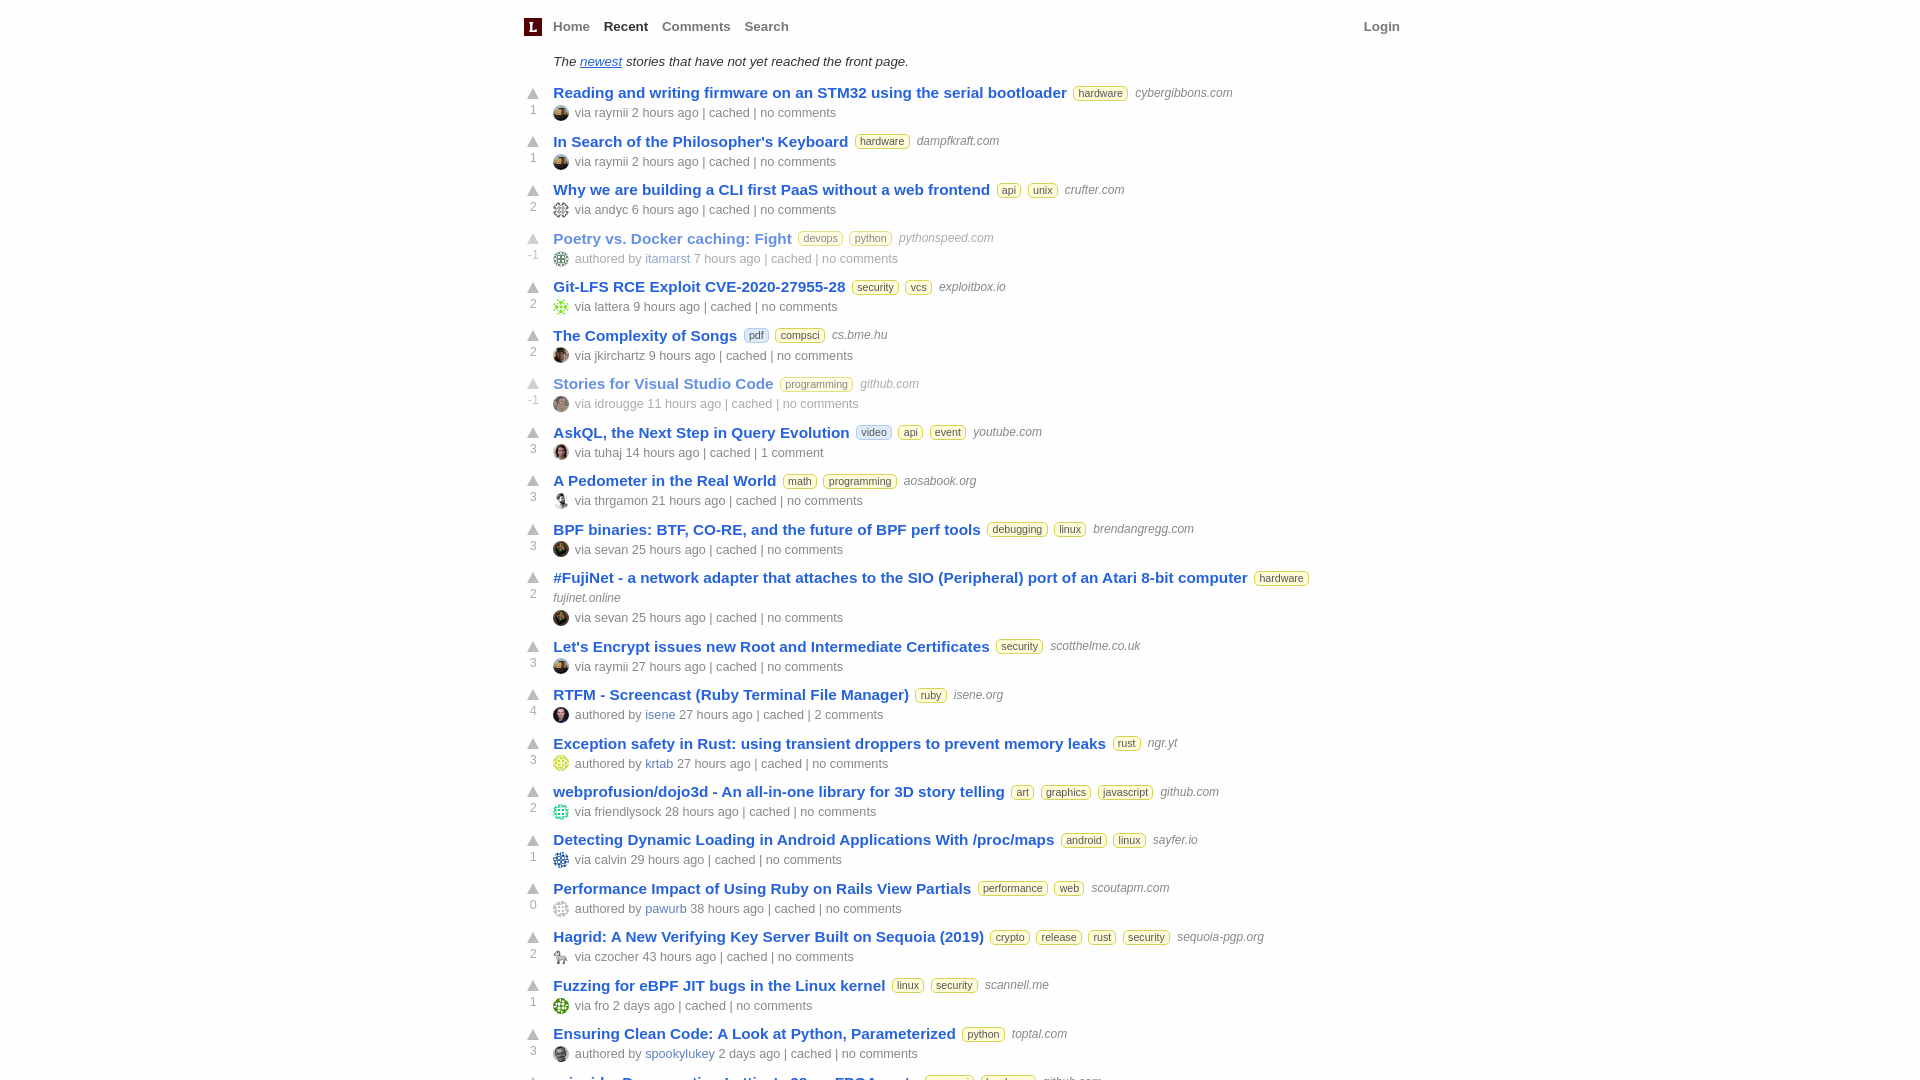 L Home Recent Comments Search Login
The newest stories that have not yet reached the front page.
Reading and writing firmware on an STM32 using the serial bootloader hardware cybergibbons.com
1 via raymii 2 hours ago | cached | no comments
In Search of the Philosopher's Keyboard hardware dampfkraft.com
1 via raymii 2 hours ago | cached | no comments
Why we are building a CLI first PaaS without a web frontend api unix crufter.com
2 via andyc 6 hours ago | cached | no comments
Poetry vs. Docker caching: Fight devops python pythonspeed.com
-1 authored by itamarst 7 hours ago | cached | no comments
Git-LFS RCE Exploit CVE-2020-27955-28 security vcs exploitbox.io
2 via lattera 9 hours ago | cached | no comments
The Complexity of Songs pdf compsci cs.bme.hu
2 via jkirchartz 9 hours ago | cached | no comments
Stories for Visual Studio Code programming github.com
-1 via idrougge 11 hours ago | cached | no comments
AskQL, the Next Step in Query Evolution video api event youtube.com
3 via tuhaj 14 hours ago | cached | 1 comment
A Pedometer in the Real World math programming aosabook.org
3 via thrgamon 21 hours ago | cached | no comments
BPF binaries: BTF, CO-RE, and the future of BPF perf tools debugging linux brendangregg.com
3 via sevan 25 hours ago | cached | no comments
#FujiNet - a network adapter that attaches to the SIO (Peripheral) port of an Atari 8-bit computer hardware
2 fujinet.online
via sevan 25 hours ago | cached | no comments
Let's Encrypt issues new Root and Intermediate Certificates security scotthelme.co.uk
3 via raymii 27 hours ago | cached | no comments
RTFM - Screencast (Ruby Terminal File Manager) ruby isene.org
4 authored by isene 27 hours ago | cached | 2 comments
Exception safety in Rust: using transient droppers to prevent memory leaks rust ngr.yt
3 authored by krtab 27 hours ago | cached | no comments
webprofusion/dojo3d - An all-in-one library for 3D story telling art graphics javascript github.com
2 via friendlysock 28 hours ago | cached | no comments
Detecting Dynamic Loading in Android Applications With /proc/maps android linux sayfer.io
1 via calvin 29 hours ago | cached | no comments
Performance Impact of Using Ruby on Rails View Partials performance web scoutapm.com
0 authored by pawurb 38 hours ago | cached | no comments
Hagrid: A New Verifying Key Server Built on Sequoia (2019) crypto release rust security sequoia-pgp.org
2 via czocher 43 hours ago | cached | no comments
Fuzzing for eBPF JIT bugs in the Linux kernel linux security scannell.me
1 via fro 2 days ago | cached | no comments
Ensuring Clean Code: A Look at Python, Parameterized python toptal.com
3 authored by spookylukey 2 days ago | cached | no comments